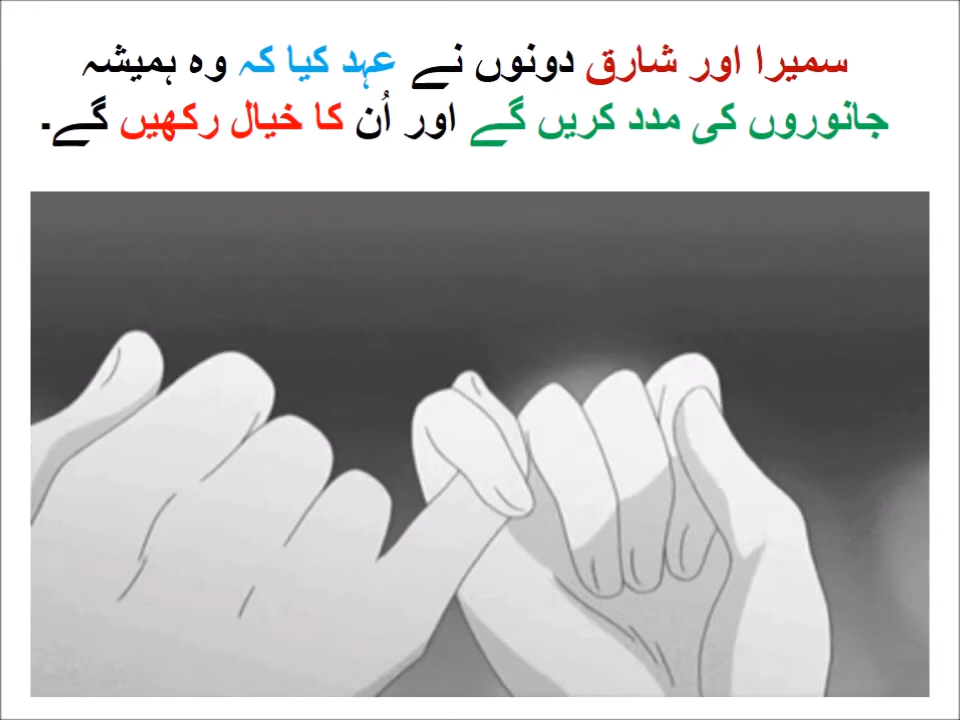 سمیرا اور شارق دونوں نے عہد کیا کہ وہ ہمیشہ
جانوروں کی مدد کریں گے اور اُن کا خیال رکھیں گے۔